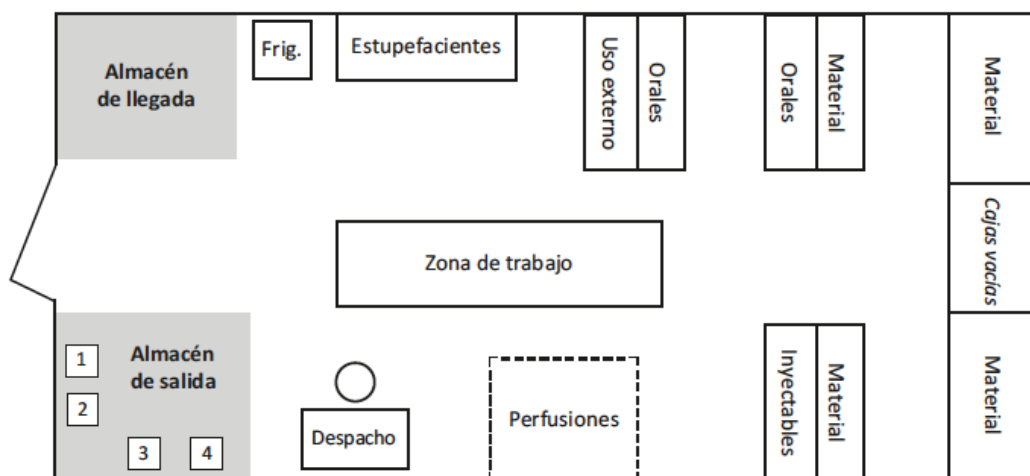 Almacén
de llegada
Frig.
Estupefacientes
Uso externo
Orales
Orales
Material
Material
Zona de trabajo
Cajas vacías
Almacén
de salida
1
2
3
4
Despacho
Perfusiones
Inyectables
Material
Material